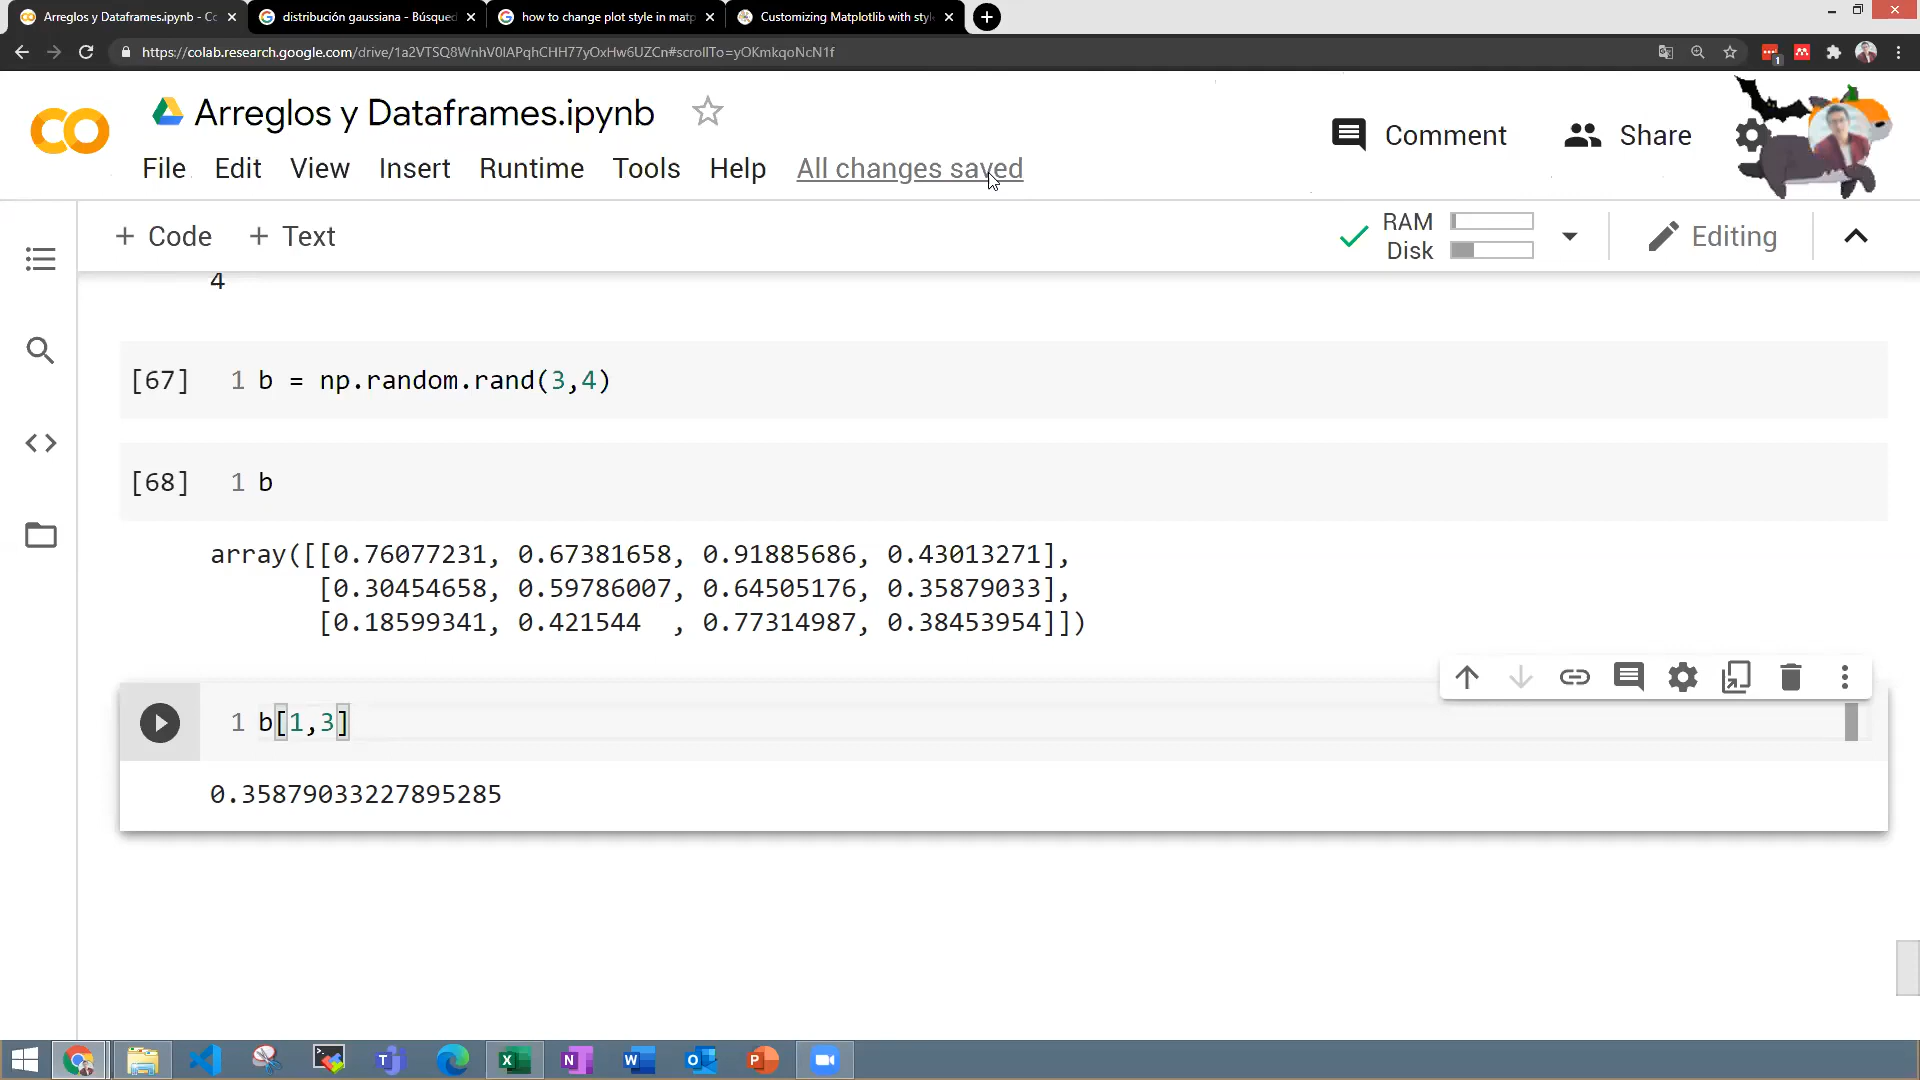 Arreglos y Dataframes.ipynb - Co
distribución gaussiana - Búsqued
how to change plot style in matp
Customizing Matplotlib with styl
https://colab.research.google.com/drive/1a2VTSQ8WnhV0lAPqhCHH77yOxHw6UZCn#scrollTo=yOKmkqoNcN1f
1
Arreglos y Dataframes.ipynb
Comment
Share
File Edit View Insert Runtime Tools Help All changes saved
+ Code + Text
RAM
Disk
Editing
4
[67] 1 b = np.random.rand(3,4)
[68] 1 b
array([[0.76077231, 0.67381658, 0.91885686, 0.43013271],
[0.30454658, 0.59786007, 0.64505176, 0.35879033],
[0.18599341, 0.421544  , 0.77314987, 0.38453954]])
1 b[1,3]
0.35879033227895285